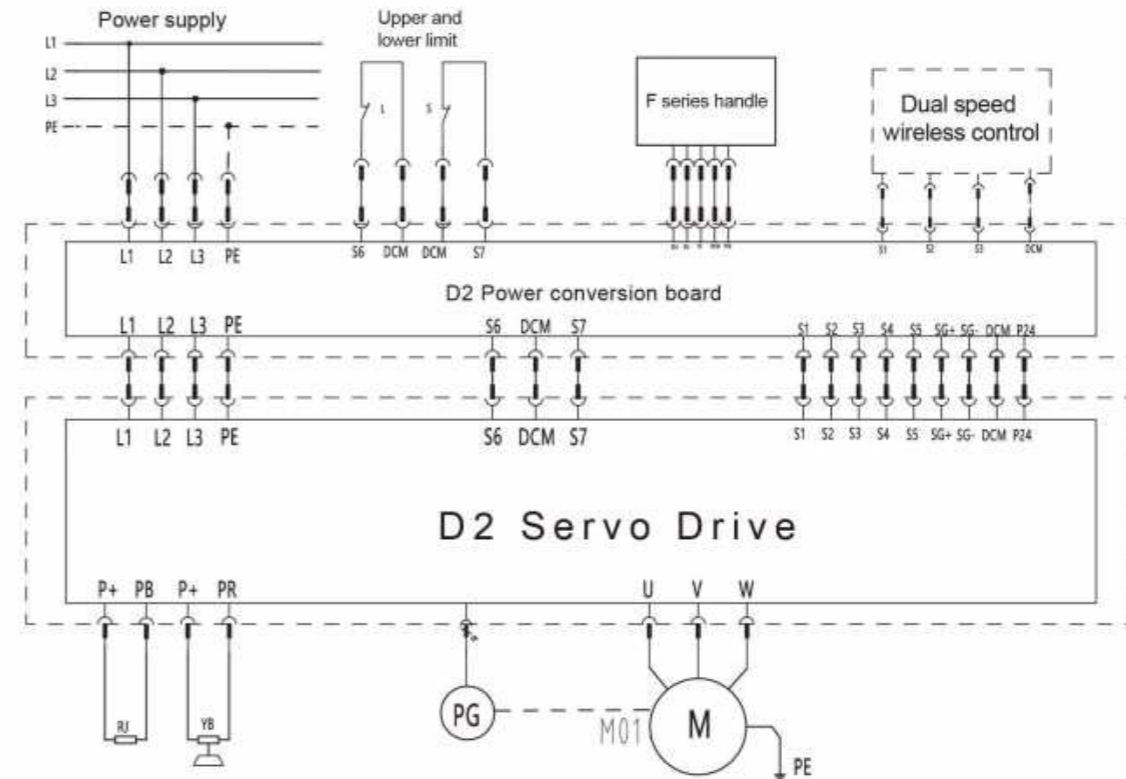 Power supply
Upper and
lower limit
L1
L2
L3
PE
L
S
F series handle
Dual speed
wireless control
L1 L2 L3 PE
S6 DCM DCM S7
S1 S2 S3 DCM
D2 Power conversion board
L1 L2 L3 PE
S6 DCM S7
S1 S2 S3 S4 S5 SG+ SG- DCM P24
L1 L2 L3 PE
S6 DCM S7
S1 S2 S3 S4 S5 SG+ SG- DCM P24
D2 Servo Drive
P+ PB P+ PR
U V W
RJ
YB
PG
M01
M
PE